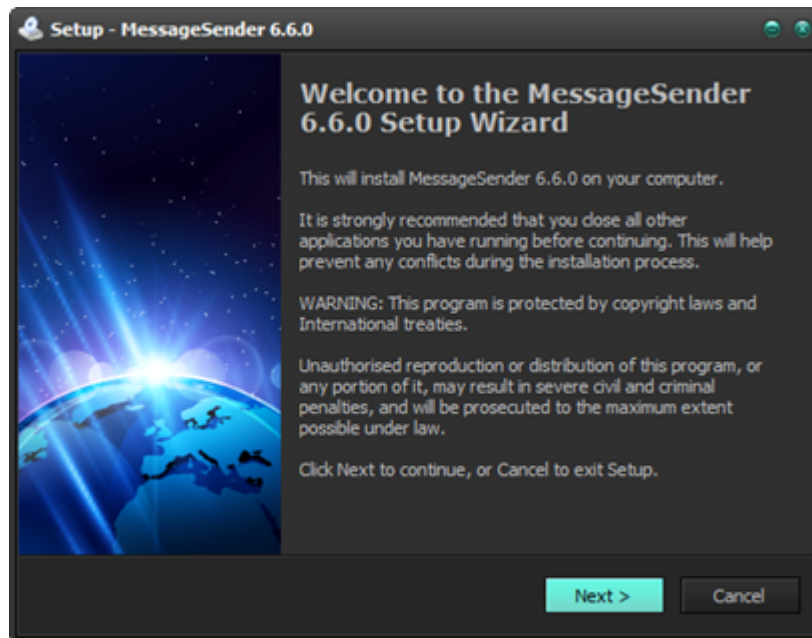 Setup - MessageSender 6.6.0
Welcome to the MessageSender
6.6.0 Setup Wizard
This will install MessageSender 6.6.0 on your computer.
It is strongly recommended that you close all other
applications you have running before continuing. This will help
prevent any conflicts during the installation process.
WARNING: This program is protected by copyright laws and
International treaties.
Unauthorised reproduction or distribution of this program, or
any portion of it, may result in severe civil and criminal
penalties, and will be prosecuted to the maximum extent
possible under law.
Click Next to continue, or Cancel to exit Setup.
Next >
Cancel